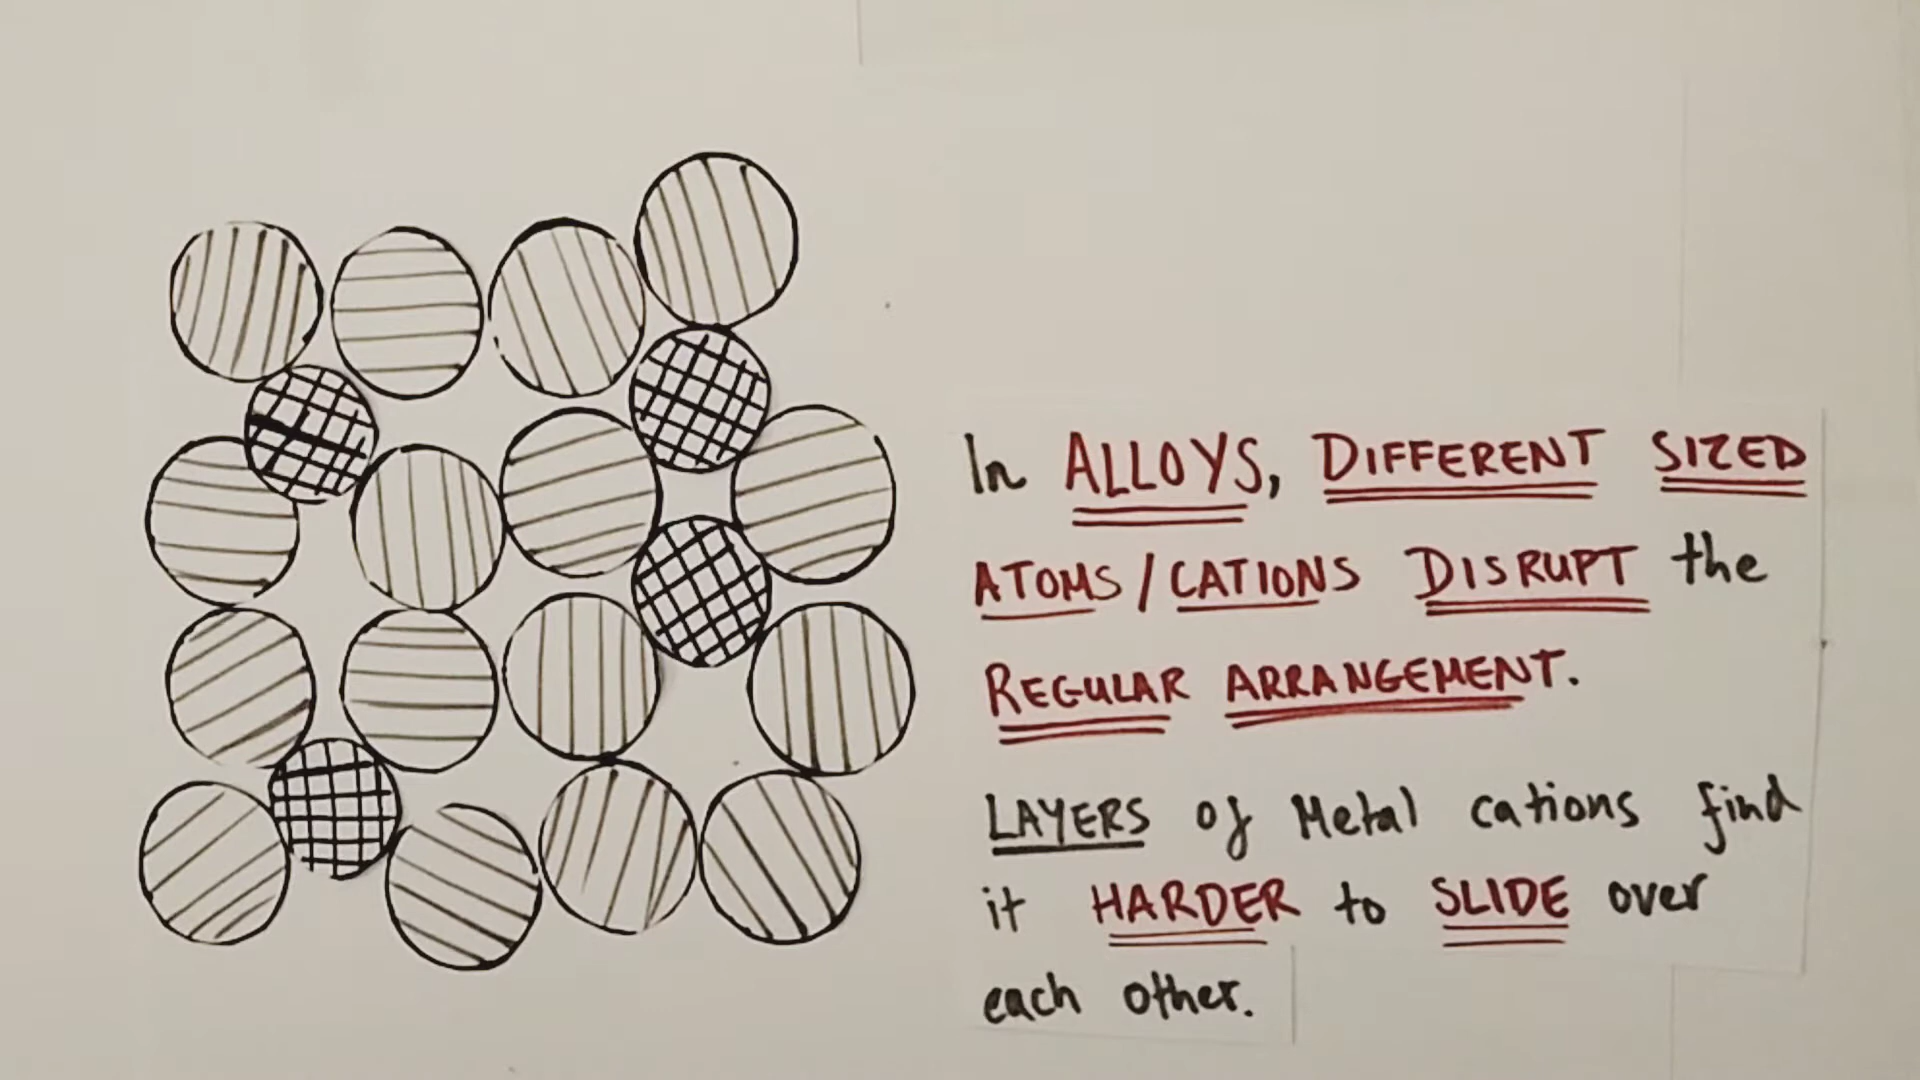 In ALLOYS, DIFFERENT SIZED
ATOMS/CATIONS DISRUPT the
REGULAR ARRANGEMENT.
LAYERS of Metal cations find
it HARDER to SLIDE over
each other.